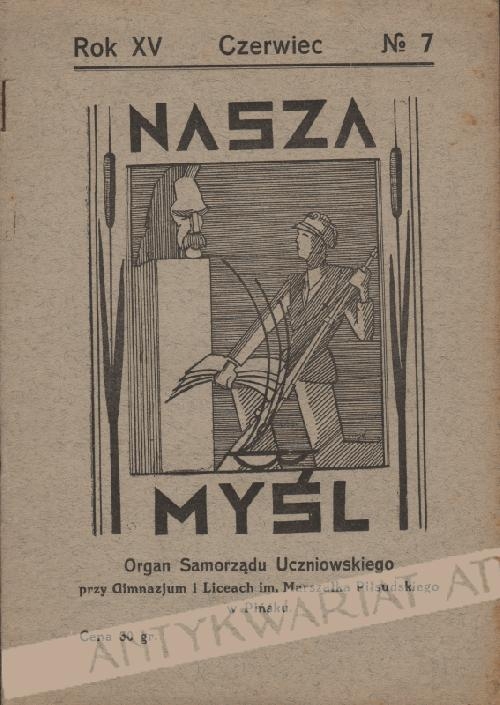 Rok XV Czerwiec № 7
NASZA
MYŚL
Organ Samorządu Uczniowskiego
przy Gimnazjum i Liceach im. Marszałka Piłsudskiego
w Pińsku
Cena 30 gr.
ANTYKWARIAT